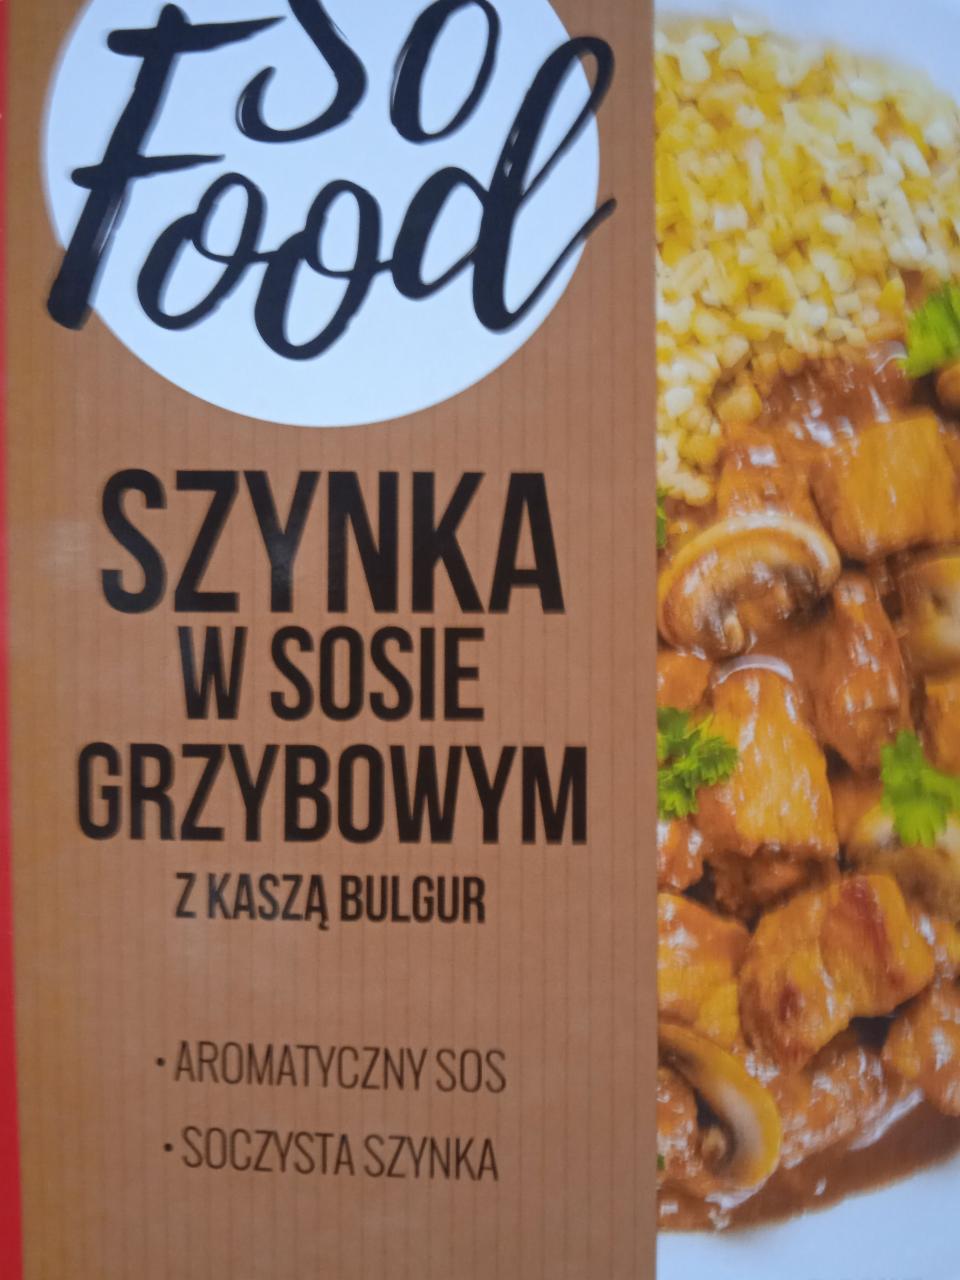 So
Food
SZYNKA
W SOSIE
GRZYBOWYM
Z KASZĄ BULGUR
• AROMATYCZNY SOS
• SOCZYSTA SZYNKA